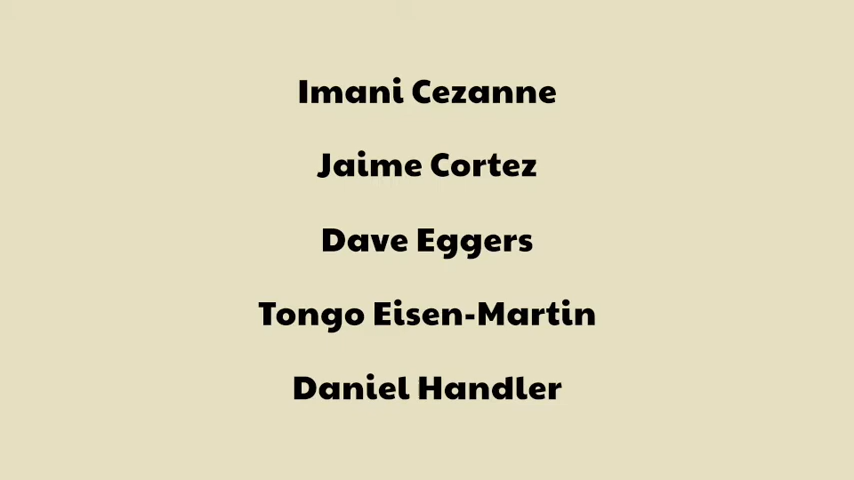 Imani Cezanne
Jaime Cortez
Dave Eggers
Tongo Eisen-Martin
Daniel Handler